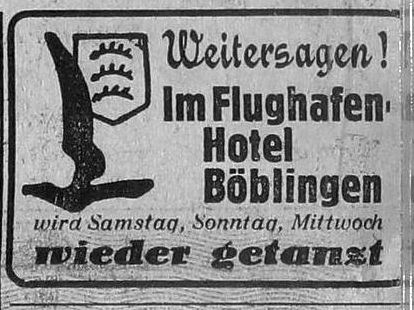 Weitersagen!
Im Flughafen-
Hotel
Böblingen
wird Samstag, Sonntag, Mittwoch
wieder getanzt